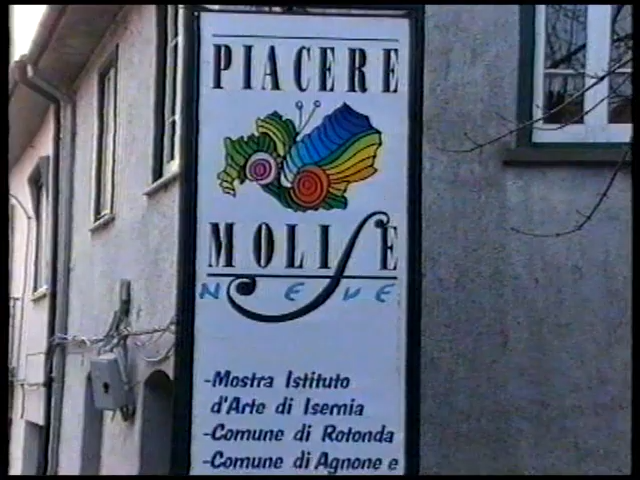 PIACERE
MOLISE
NEVE
-Mostra Istituto
d'Arte di Isernia
-Comune di Rotonda
-Comune di Agnone e